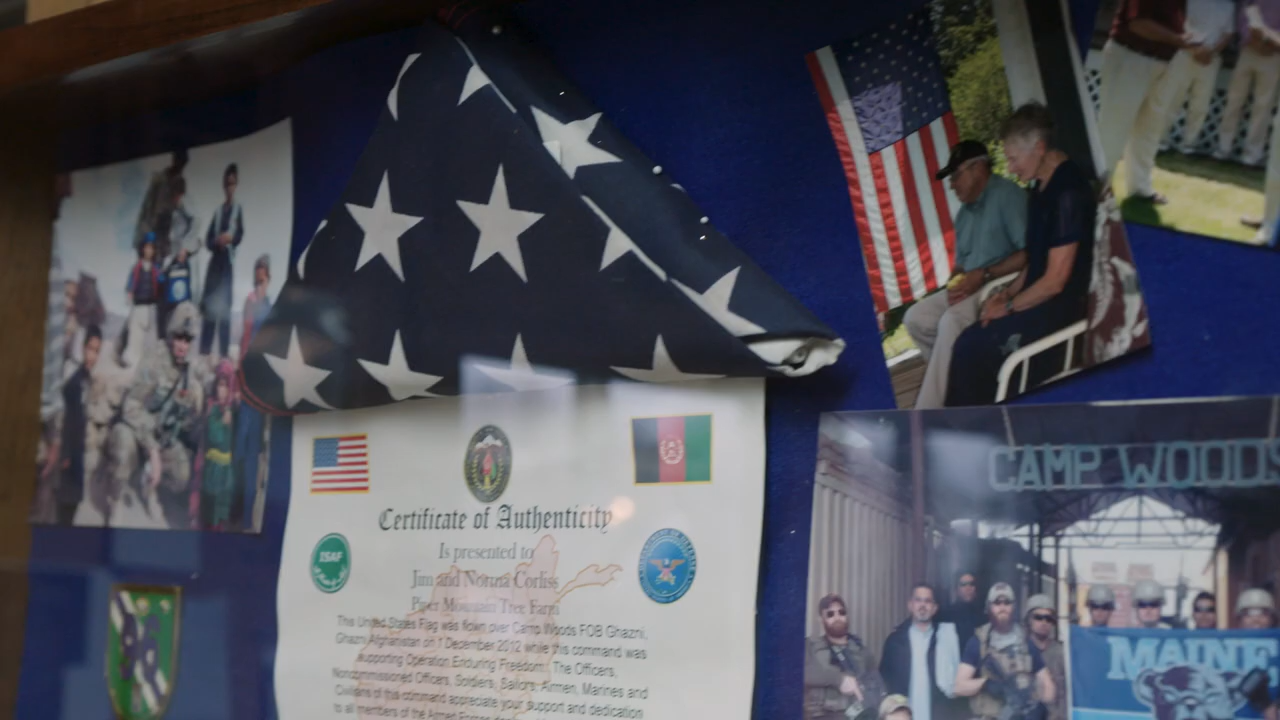 CAMP WOODS
Certificate of Authenticity
ISAF
Is presented to
Jim and Norma Corliss
Piper Mountain Tree Farm
This United States Flag was flown over Camp Woods FOB Ghazni,
Ghazni Afghanistan on 1 December 2012 while this command was
supporting Operation Enduring Freedom. The Officers,
Noncommissioned Officers, Soldiers, Sailors, Airmen, Marines and
Civilians of this command appreciate your support and dedication
to all members of the Armed Forces
MAINE